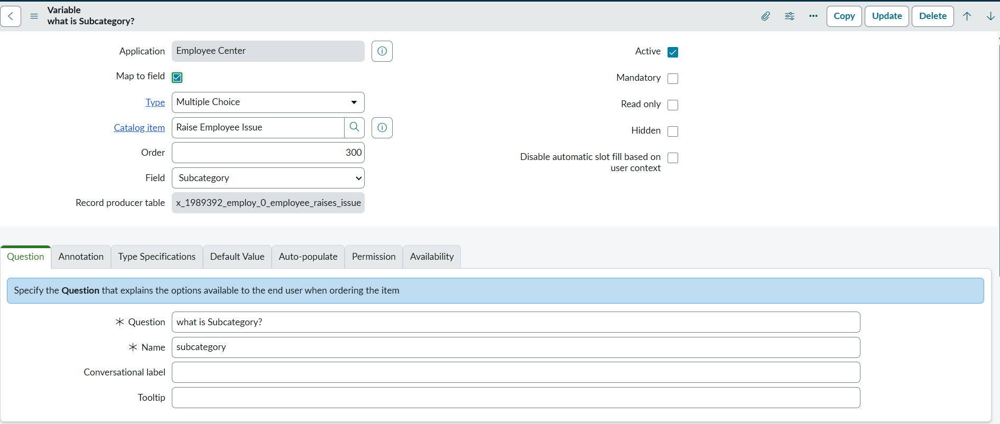 Variable
what is Subcategory?
Copy
Update
Delete
Application
Employee Center
Map to field
Type
Multiple Choice
Catalog item
Raise Employee Issue
Order
300
Field
Subcategory
Record producer table
x_1989392_employ_0_employee_raises_issue
Active
Mandatory
Read only
Hidden
Disable automatic slot fill based on
user context
Question
Annotation
Type Specifications
Default Value
Auto-populate
Permission
Availability
Specify the Question that explains the options available to the end user when ordering the item
Question
what is Subcategory?
Name
subcategory
Conversational label
Tooltip